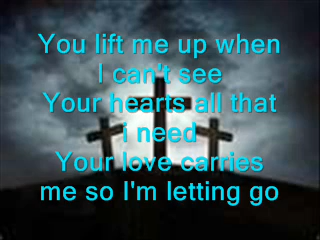 You lift me up when
I can't see
Your hearts all that
i need
Your love carries
me so I'm letting go